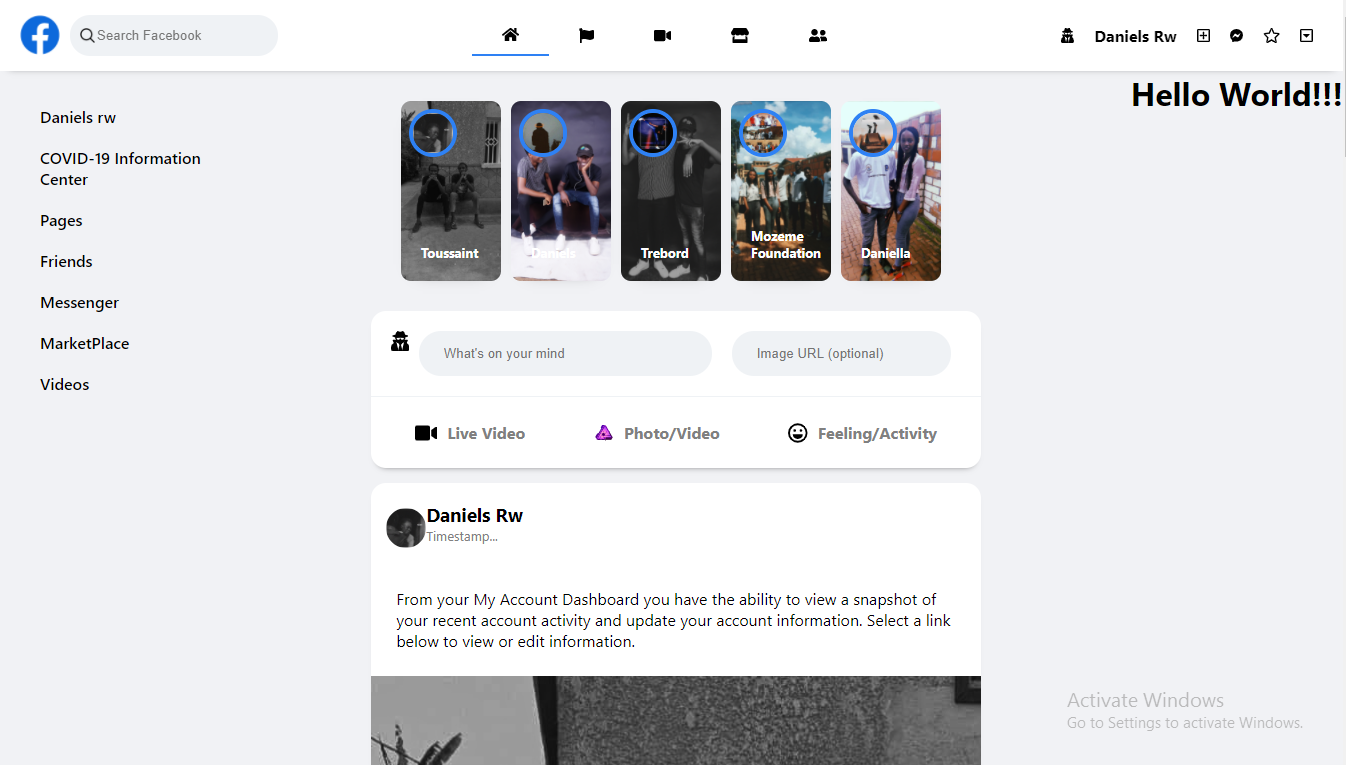 Search Facebook
Daniels Rw
Hello World!!!
Daniels rw
COVID-19 Information
Center
Pages
Friends
Messenger
MarketPlace
Videos
Toussaint
Daniels
Trebord
Mozeme
Foundation
Daniella
What's on your mind
Image URL (optional)
Live Video
Photo/Video
Feeling/Activity
Daniels Rw
Timestamp...
From your My Account Dashboard you have the ability to view a snapshot of
your recent account activity and update your account information. Select a link
below to view or edit information.
Activate Windows
Go to Settings to activate Windows.